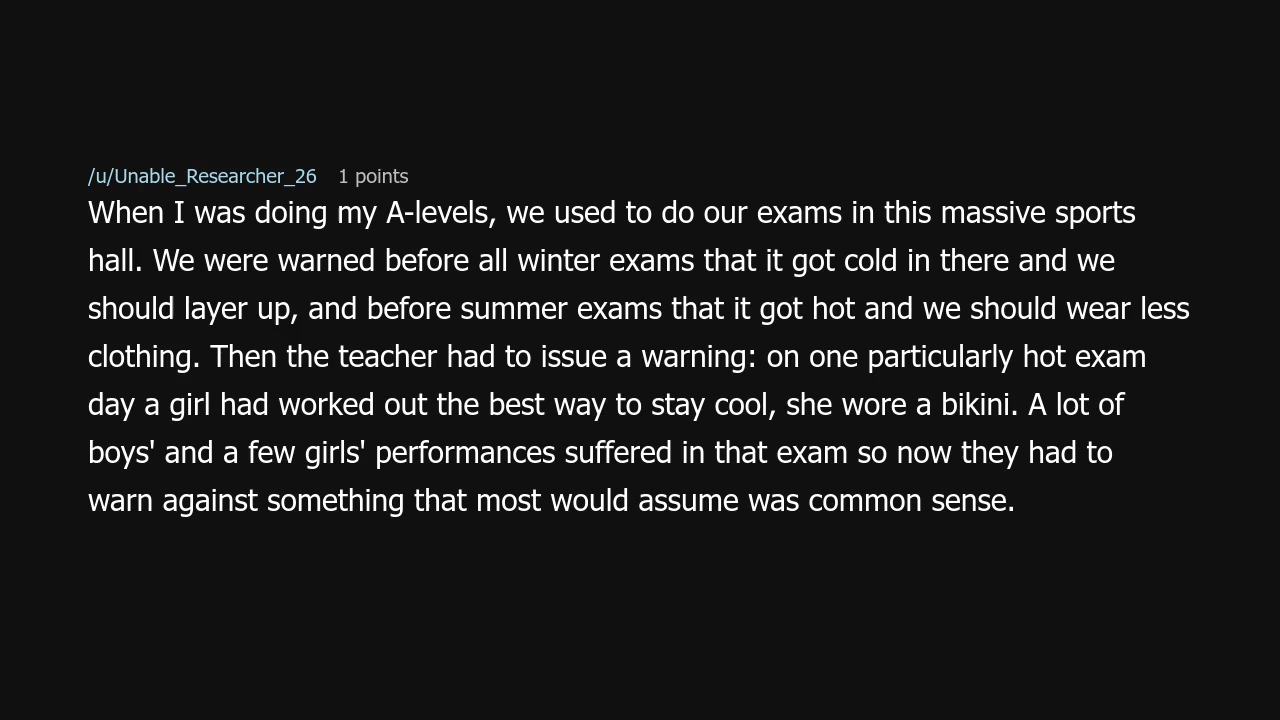 /u/Unable_Researcher_26 1 points
When I was doing my A-levels, we used to do our exams in this massive sports
hall. We were warned before all winter exams that it got cold in there and we
should layer up, and before summer exams that it got hot and we should wear less
clothing. Then the teacher had to issue a warning: on one particularly hot exam
day a girl had worked out the best way to stay cool, she wore a bikini. A lot of
boys' and a few girls' performances suffered in that exam so now they had to
warn against something that most would assume was common sense.